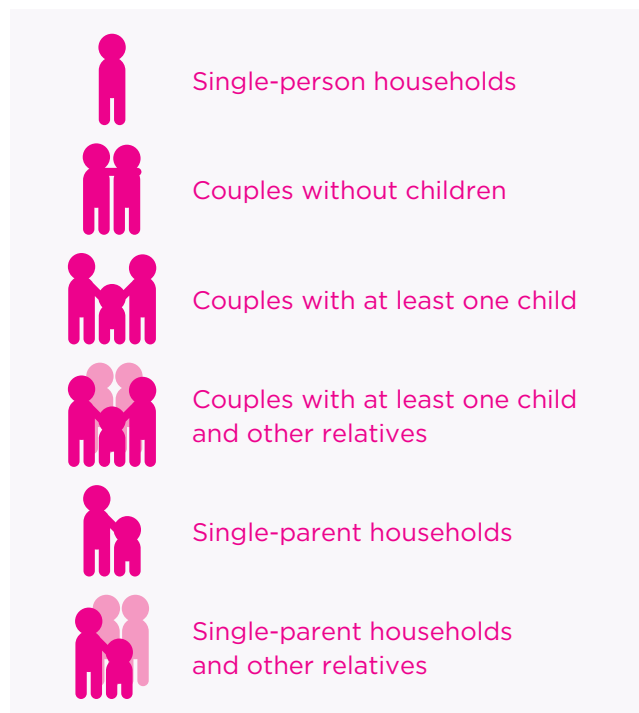 Single-person households
Couples without children
Couples with at least one child
Couples with at least one child
and other relatives
Single-parent households
Single-parent households
and other relatives